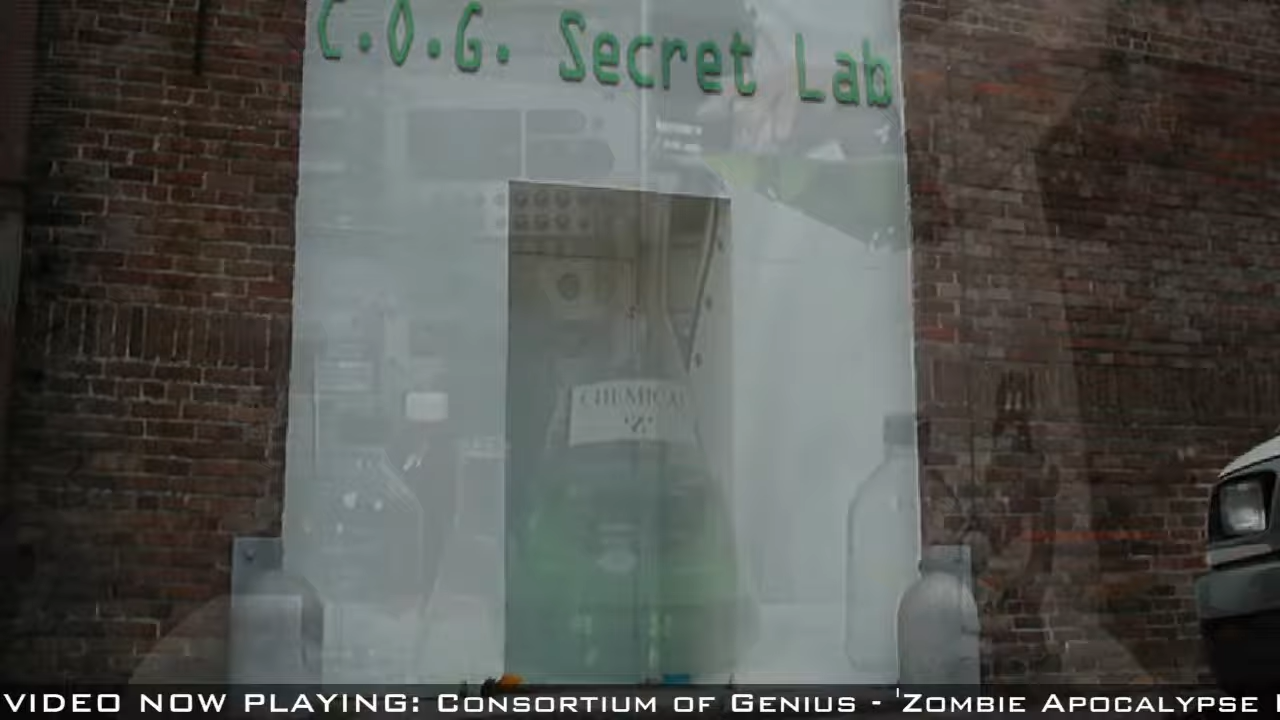 C.O.G. Secret Lab
CHEMICAL
'Z'
VIDEO NOW PLAYING: CONSORTIUM OF GENIUS - 'ZOMBIE APOCALYPSE